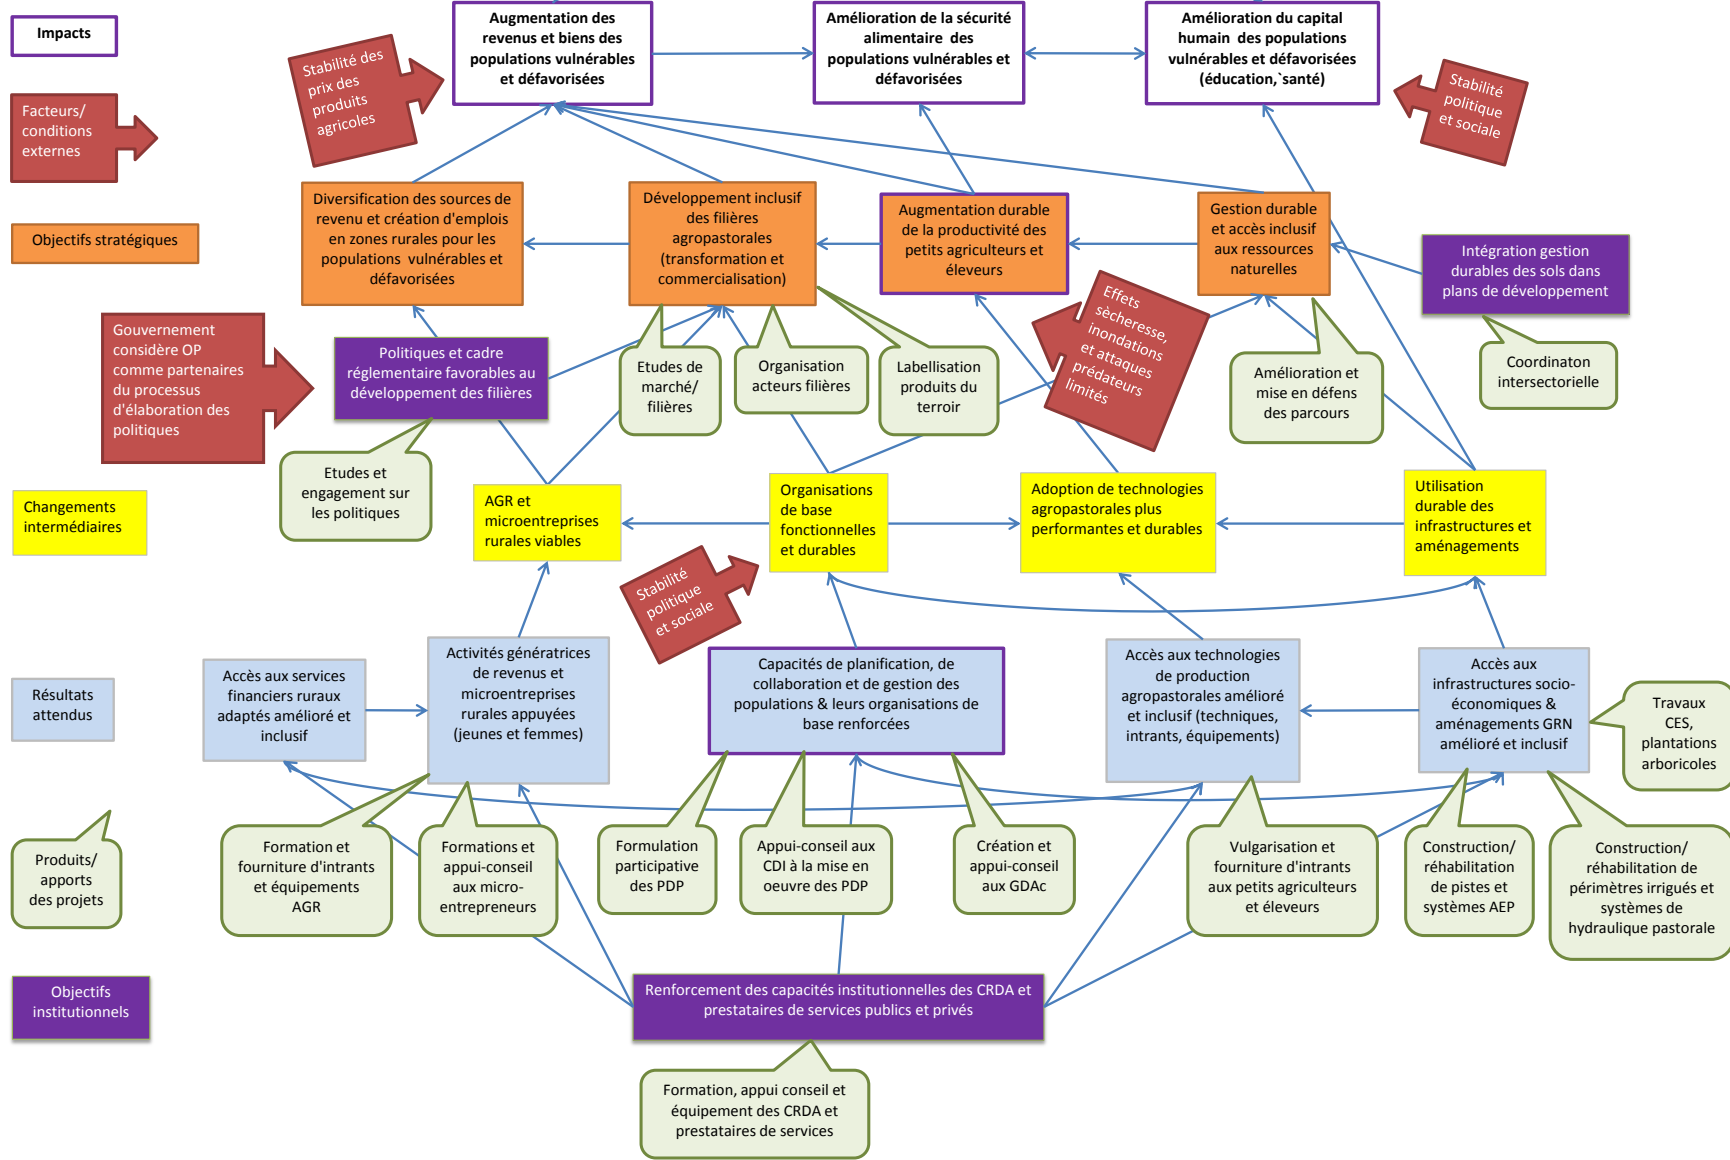 Impacts
Augmentation des
revenus et biens des
populations vulnérables
et défavorisées
Amélioration de la sécurité
alimentaire des
populations vulnérables et
défavorisées
Amélioration du capital
humain des populations
vulnérables et défavorisées
(éducation,`santé)
Facteurs/
conditions
externes
Stabilité des
prix des
produits
agricoles
Stabilité
politique
et sociale
Objectifs stratégiques
Diversification des sources de
revenu et création d'emplois
en zones rurales pour les
populations vulnérables et
défavorisées
Développement inclusif
des filières
agropastorales
(transformation et
commercialisation)
Augmentation durable
de la productivité des
petits agriculteurs et
éleveurs
Gestion durable
et accès inclusif
aux ressources
naturelles
Intégration gestion
durables des sols dans
plans de développement
Gouvernement
considère OP
comme partenaires
du processus
d'élaboration des
politiques
Politiques et cadre
réglementaire favorables au
développement des filières
Etudes de
marché/
filières
Organisation
acteurs filières
Labellisation
produits du
terroir
Effets
sècheresse,
inondations
et attaques
prédateurs
limités
Amélioration et
mise en défens
des parcours
Coordinaton
intersectorielle
Etudes et
engagement sur
les politiques
Changements
intermédiaires
AGR et
microentreprises
rurales viables
Organisations
de base
fonctionnelles
et durables
Adoption de technologies
agropastorales plus
performantes et durables
Utilisation
durable des
infrastructures et
aménagements
Stabilité
politique
et sociale
Résultats
attendus
Accès aux services
financiers ruraux
adaptés amélioré et
inclusif
Activités génératrices
de revenus et
microentreprises
rurales appuyées
(jeunes et femmes)
Capacités de planification, de
collaboration et de gestion des
populations & leurs organisations de
base renforcées
Accès aux technologies
de production
agropastorales amélioré
et inclusif (techniques,
intrants, équipements)
Accès aux
infrastructures socio-
économiques &
aménagements GRN
amélioré et inclusif
Travaux
CES,
plantations
arboricoles
Produits/
apports
des projets
Formation et
fourniture d'intrants
et équipements
AGR
Formations et
appui-conseil
aux micro-
entrepreneurs
Formulation
participative
des PDP
Appui-conseil aux
CDI à la mise en
oeuvre des PDP
Création et
appui-conseil
aux GDAc
Vulgarisation et
fourniture d'intrants
aux petits agriculteurs
et éleveurs
Construction/
réhabilitation
de pistes et
systèmes AEP
Construction/
réhabilitation de
périmètres irrigués et
systèmes de
hydraulique pastorale
Objectifs
institutionnels
Renforcement des capacités institutionnelles des CRDA et
prestataires de services publics et privés
Formation, appui conseil et
équipement des CRDA et
prestataires de services